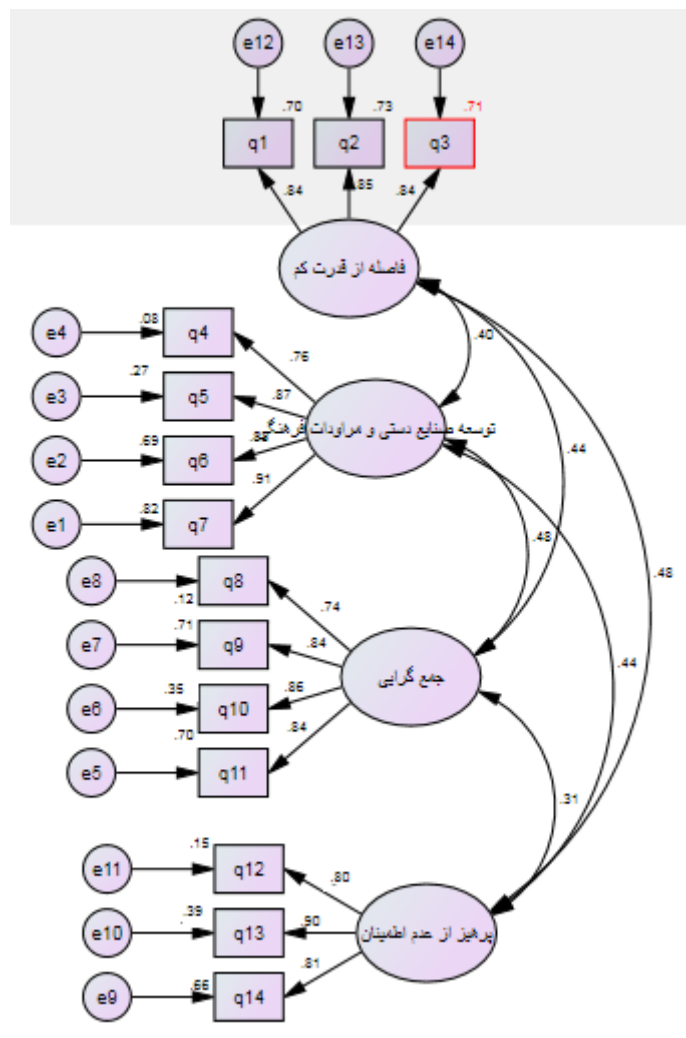 e12 e13 e14
.70 .73 .71
q1 q2 q3
.84 .85 .84
فاصله از قدرت کم
e4 .08 q4
.76
.40
e3 .27 q5
.87
توسعه صنایع دستی و مراودات فرهنگی
e2 .69 q6
.44
.91
e1 .82 q7
.48
e8 .12 q8
.48
.74
e7 .71 q9
.84
.44
جمع گرایی
e6 .35 q10
.86
.84
e5 .70 q11
.31
e11 .15 q12
.80
e10 .39 q13
.90
پرهیز از عدم اطمینان
.81
e9 .66 q14